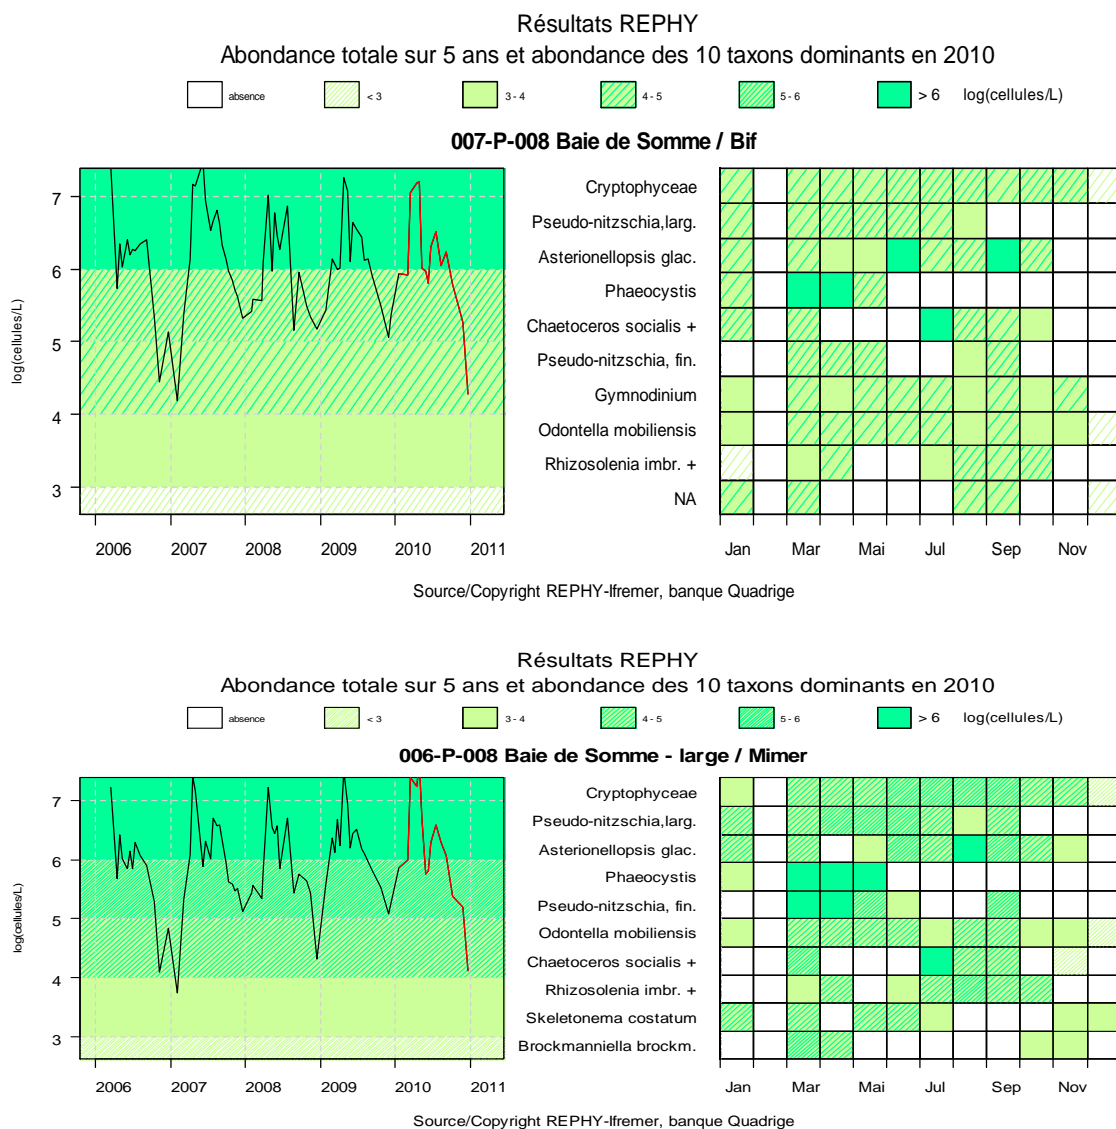 Résultats REPHY
Abondance totale sur 5 ans et abondance des 10 taxons dominants en 2010
absence < 3 3 - 4 4 - 5 5 - 6 > 6 log(cellules/L)
007-P-008 Baie de Somme / Bif
log(cellules/L)
7
6
5
4
3
2006 2007 2008 2009 2010 2011
Cryptophyceae
Pseudo-nitzschia,larg.
Asterionellopsis glac.
Phaeocystis
Chaetoceros socialis +
Pseudo-nitzschia, fin.
Gymnodinium
Odontella mobiliensis
Rhizosolenia imbr. +
NA
Jan Mar Mai Jul Sep Nov
Source/Copyright REPHY-Ifremer, banque Quadrige
Résultats REPHY
Abondance totale sur 5 ans et abondance des 10 taxons dominants en 2010
absence < 3 3 - 4 4 - 5 5 - 6 > 6 log(cellules/L)
006-P-008 Baie de Somme - large / Mimer
log(cellules/L)
7
6
5
4
3
2006 2007 2008 2009 2010 2011
Cryptophyceae
Pseudo-nitzschia,larg.
Asterionellopsis glac.
Phaeocystis
Pseudo-nitzschia, fin.
Odontella mobiliensis
Chaetoceros socialis +
Rhizosolenia imbr. +
Skeletonema costatum
Brockmanniella brockm.
Jan Mar Mai Jul Sep Nov
Source/Copyright REPHY-Ifremer, banque Quadrige